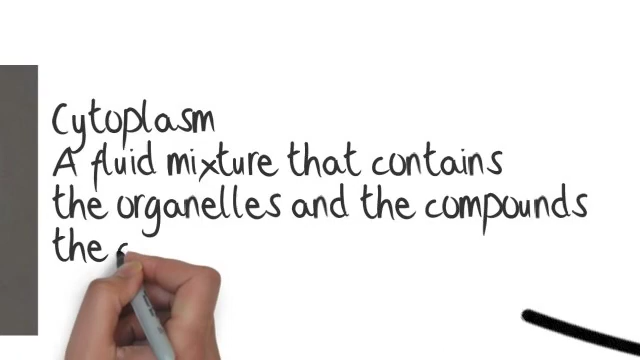 Cytoplasm
A fluid mixture that contains
the organelles and the compounds
the